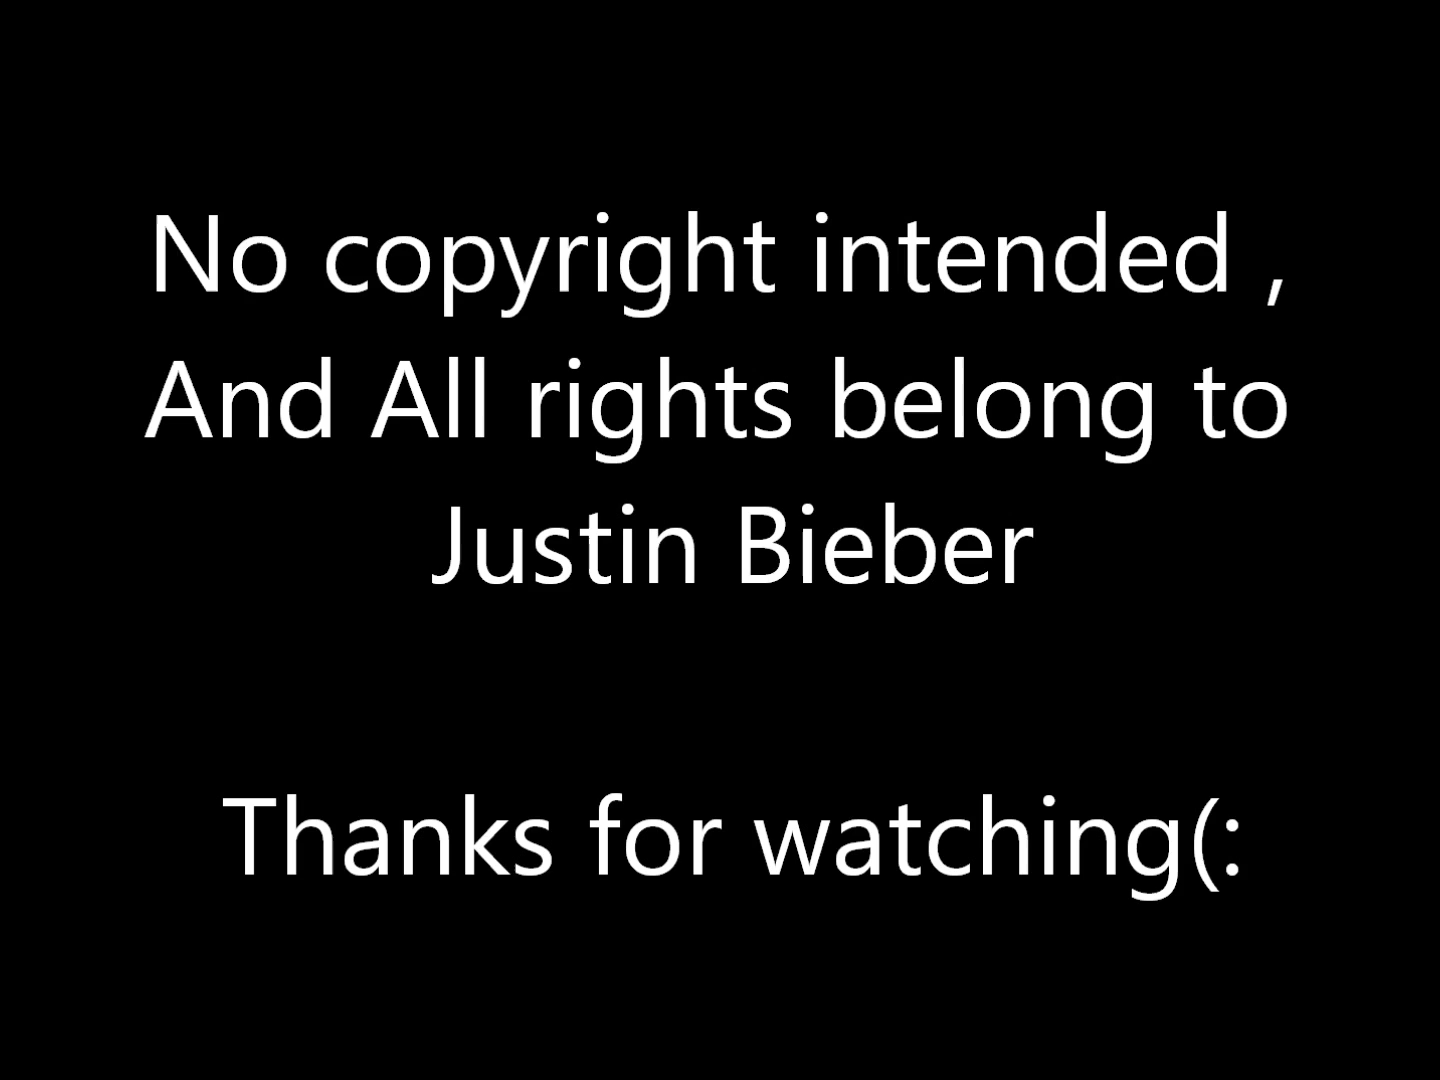 No copyright intended ,
And All rights belong to
Justin Bieber
Thanks for watching(: